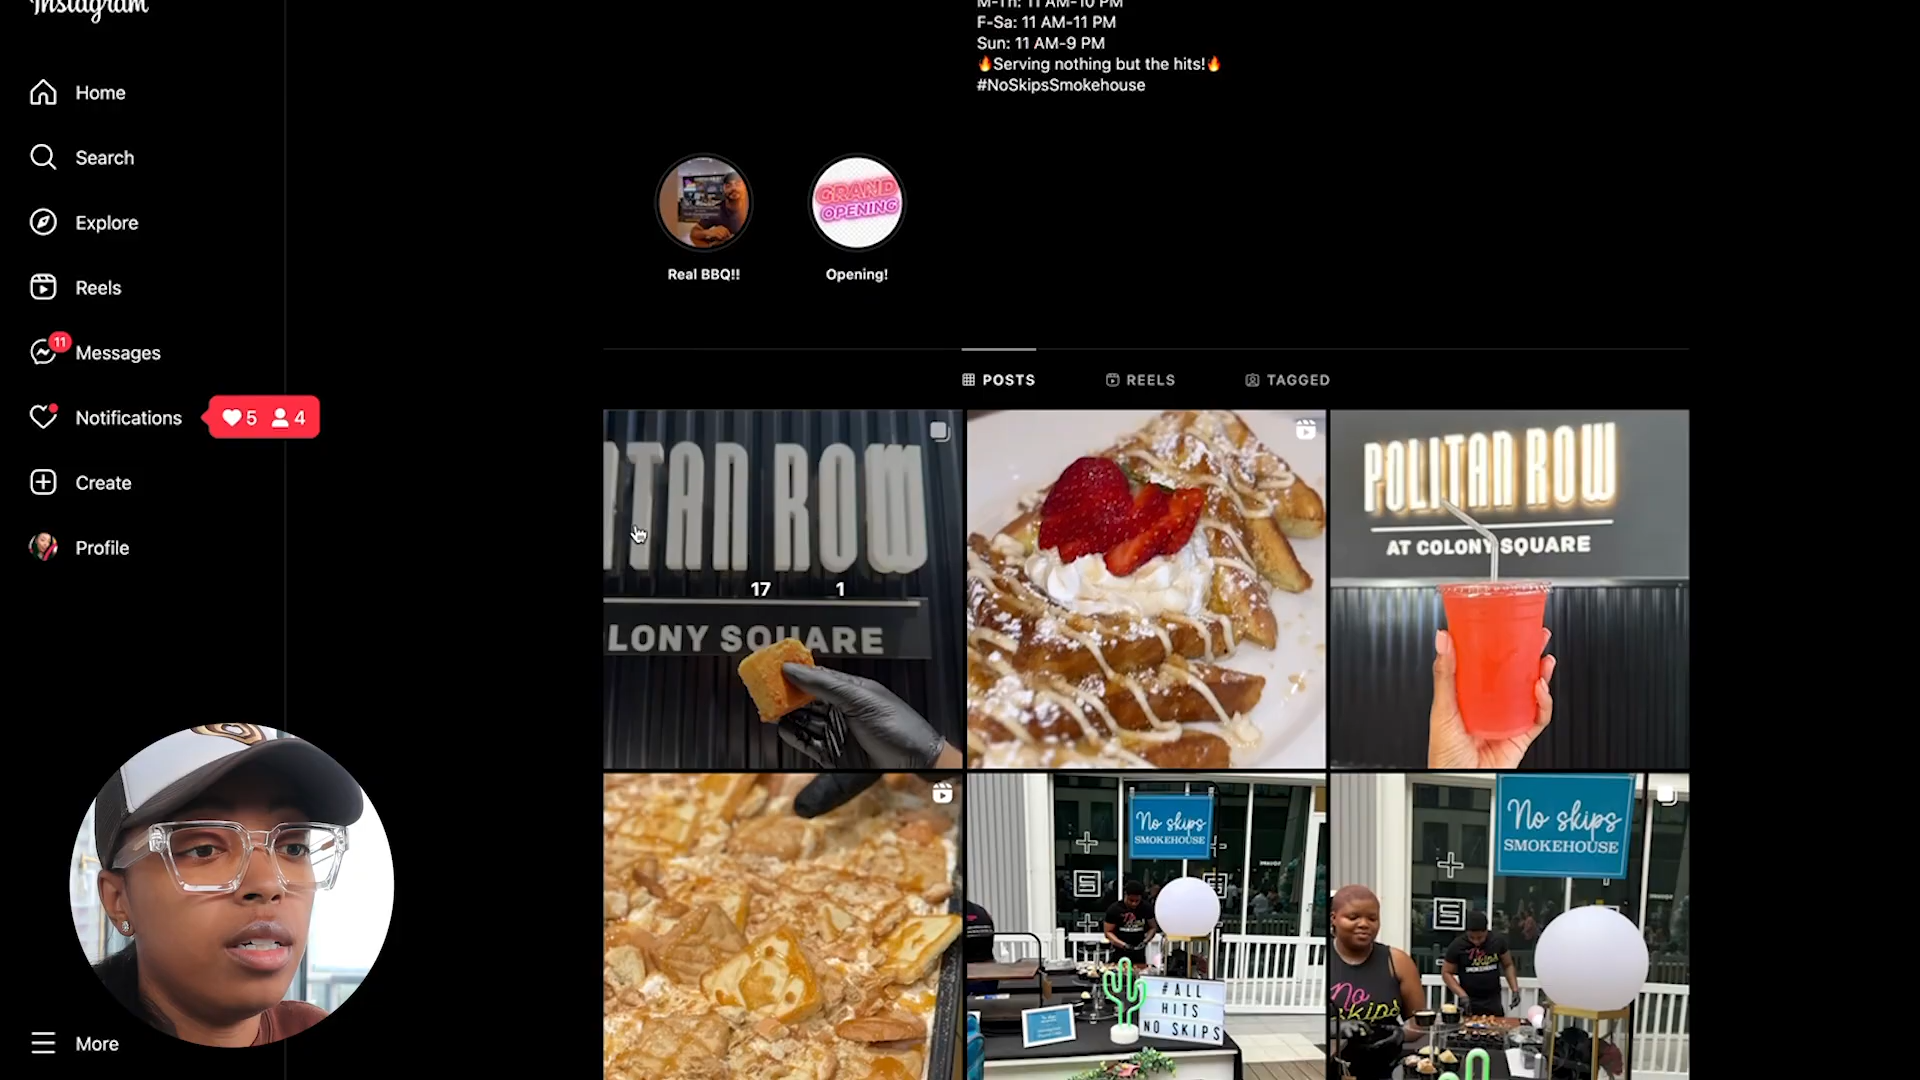 Instagram
M-Th: 11 AM-10 PM
F-Sa: 11 AM-11 PM
Sun: 11 AM-9 PM
🔥Serving nothing but the hits!🔥
#NoSkipsSmokehouse
Home
Search
Explore
Reels
11
Messages
Notifications
5
4
Create
Profile
More
GRAND
OPENING
Real BBQ!!
Opening!
POSTS
REELS
TAGGED
ITAN ROW
17
1
LONY SQUARE
POLITAN ROW
AT COLONY SQUARE
No skips
SMOKEHOUSE
#ALL
HITS
NO SKIPS
No skips
SMOKEHOUSE
No
skips